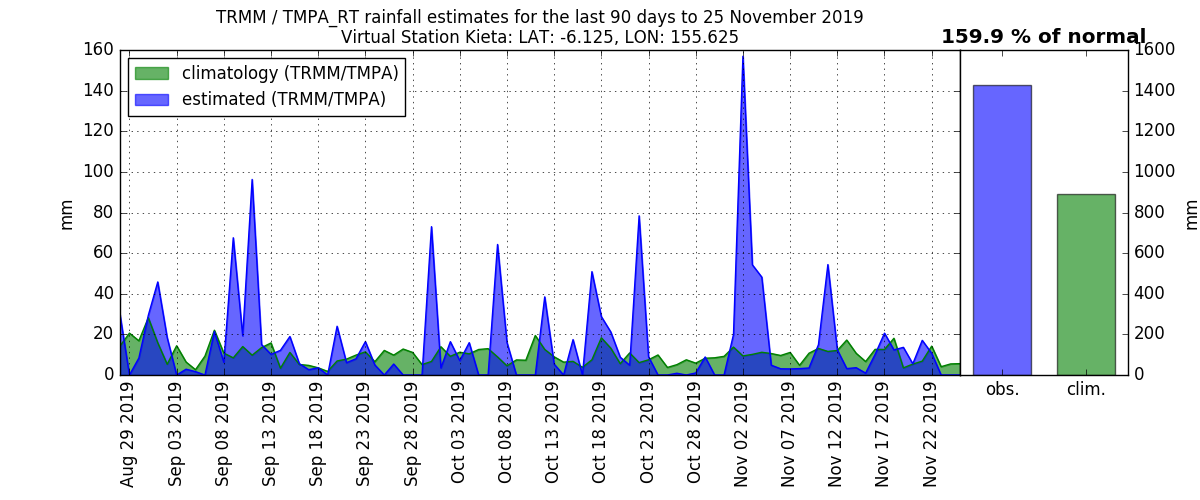 TRMM / TMPA_RT rainfall estimates for the last 90 days to 25 November 2019
Virtual Station Kieta: LAT: -6.125, LON: 155.625
159.9 % of normal
climatology (TRMM/TMPA)
estimated (TRMM/TMPA)
mm
160
140
120
100
80
60
40
20
0
Aug 29 2019
Sep 03 2019
Sep 08 2019
Sep 13 2019
Sep 18 2019
Sep 23 2019
Sep 28 2019
Oct 03 2019
Oct 08 2019
Oct 13 2019
Oct 18 2019
Oct 23 2019
Oct 28 2019
Nov 02 2019
Nov 07 2019
Nov 12 2019
Nov 17 2019
Nov 22 2019
obs.
clim.
1600
1400
1200
1000
800
600
400
200
0
mm